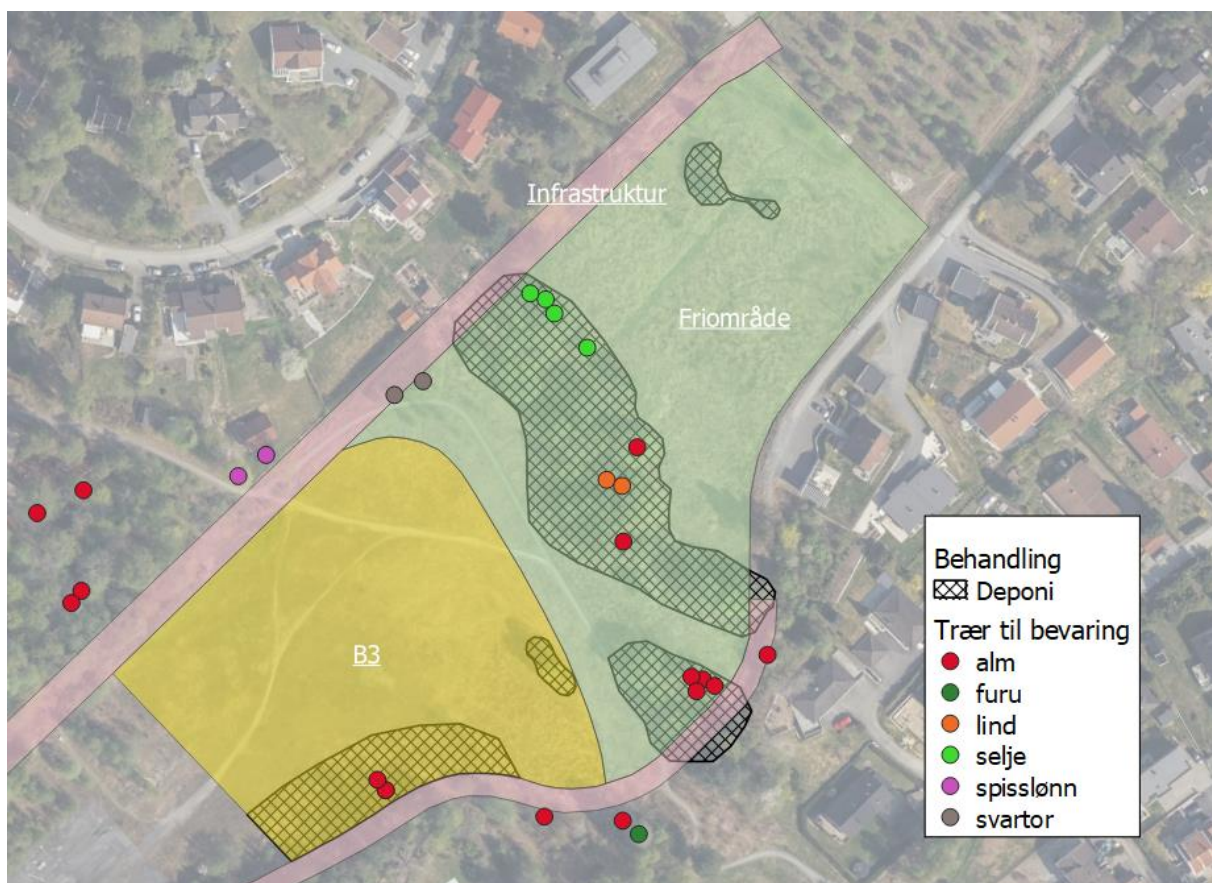 Infrastruktur
Friområde
B3
Behandling
Deponi
Trær til bevaring
alm
furu
lind
selje
spisslønn
svartor